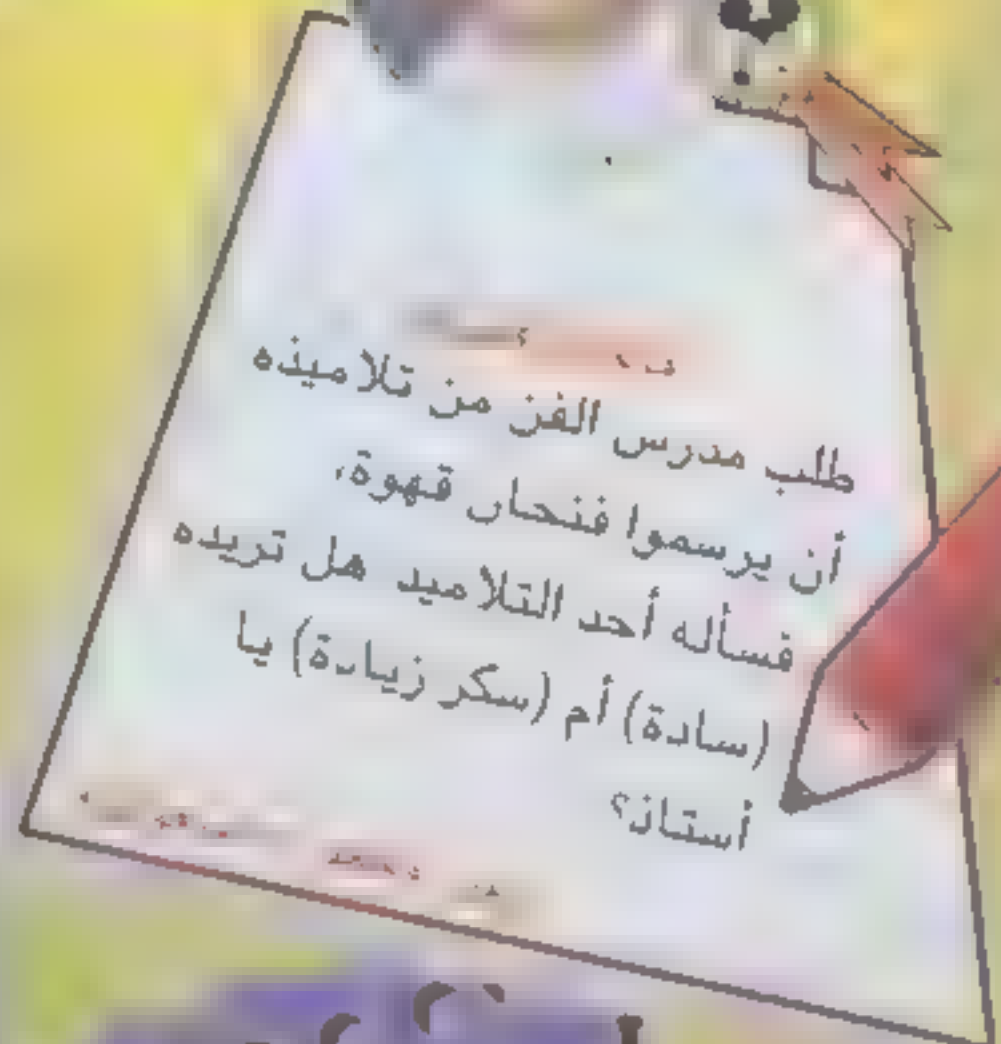 طلب مدرس الفن من تلاميذه
أن يرسموا فنجان قهوة،
فسأله أحد التلاميذ هل تريده
(سادة) أم (سكر زيادة) يا
أستاذ؟